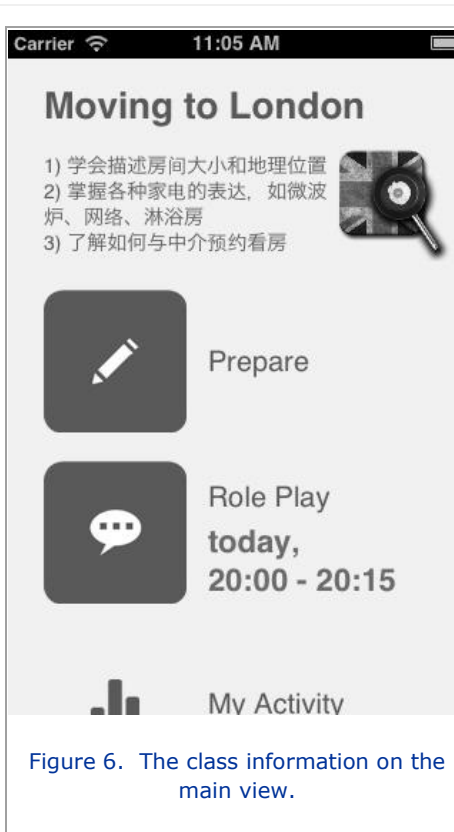 Carrier 11:05 AM
Moving to London
1) 学会描述房间大小和地理位置
2) 掌握各种家电的表达，如微波
炉、网络、淋浴房
3) 了解如何与中介预约看房
Prepare
Role Play
today,
20:00 - 20:15
My Activity
Figure 6. The class information on the
main view.